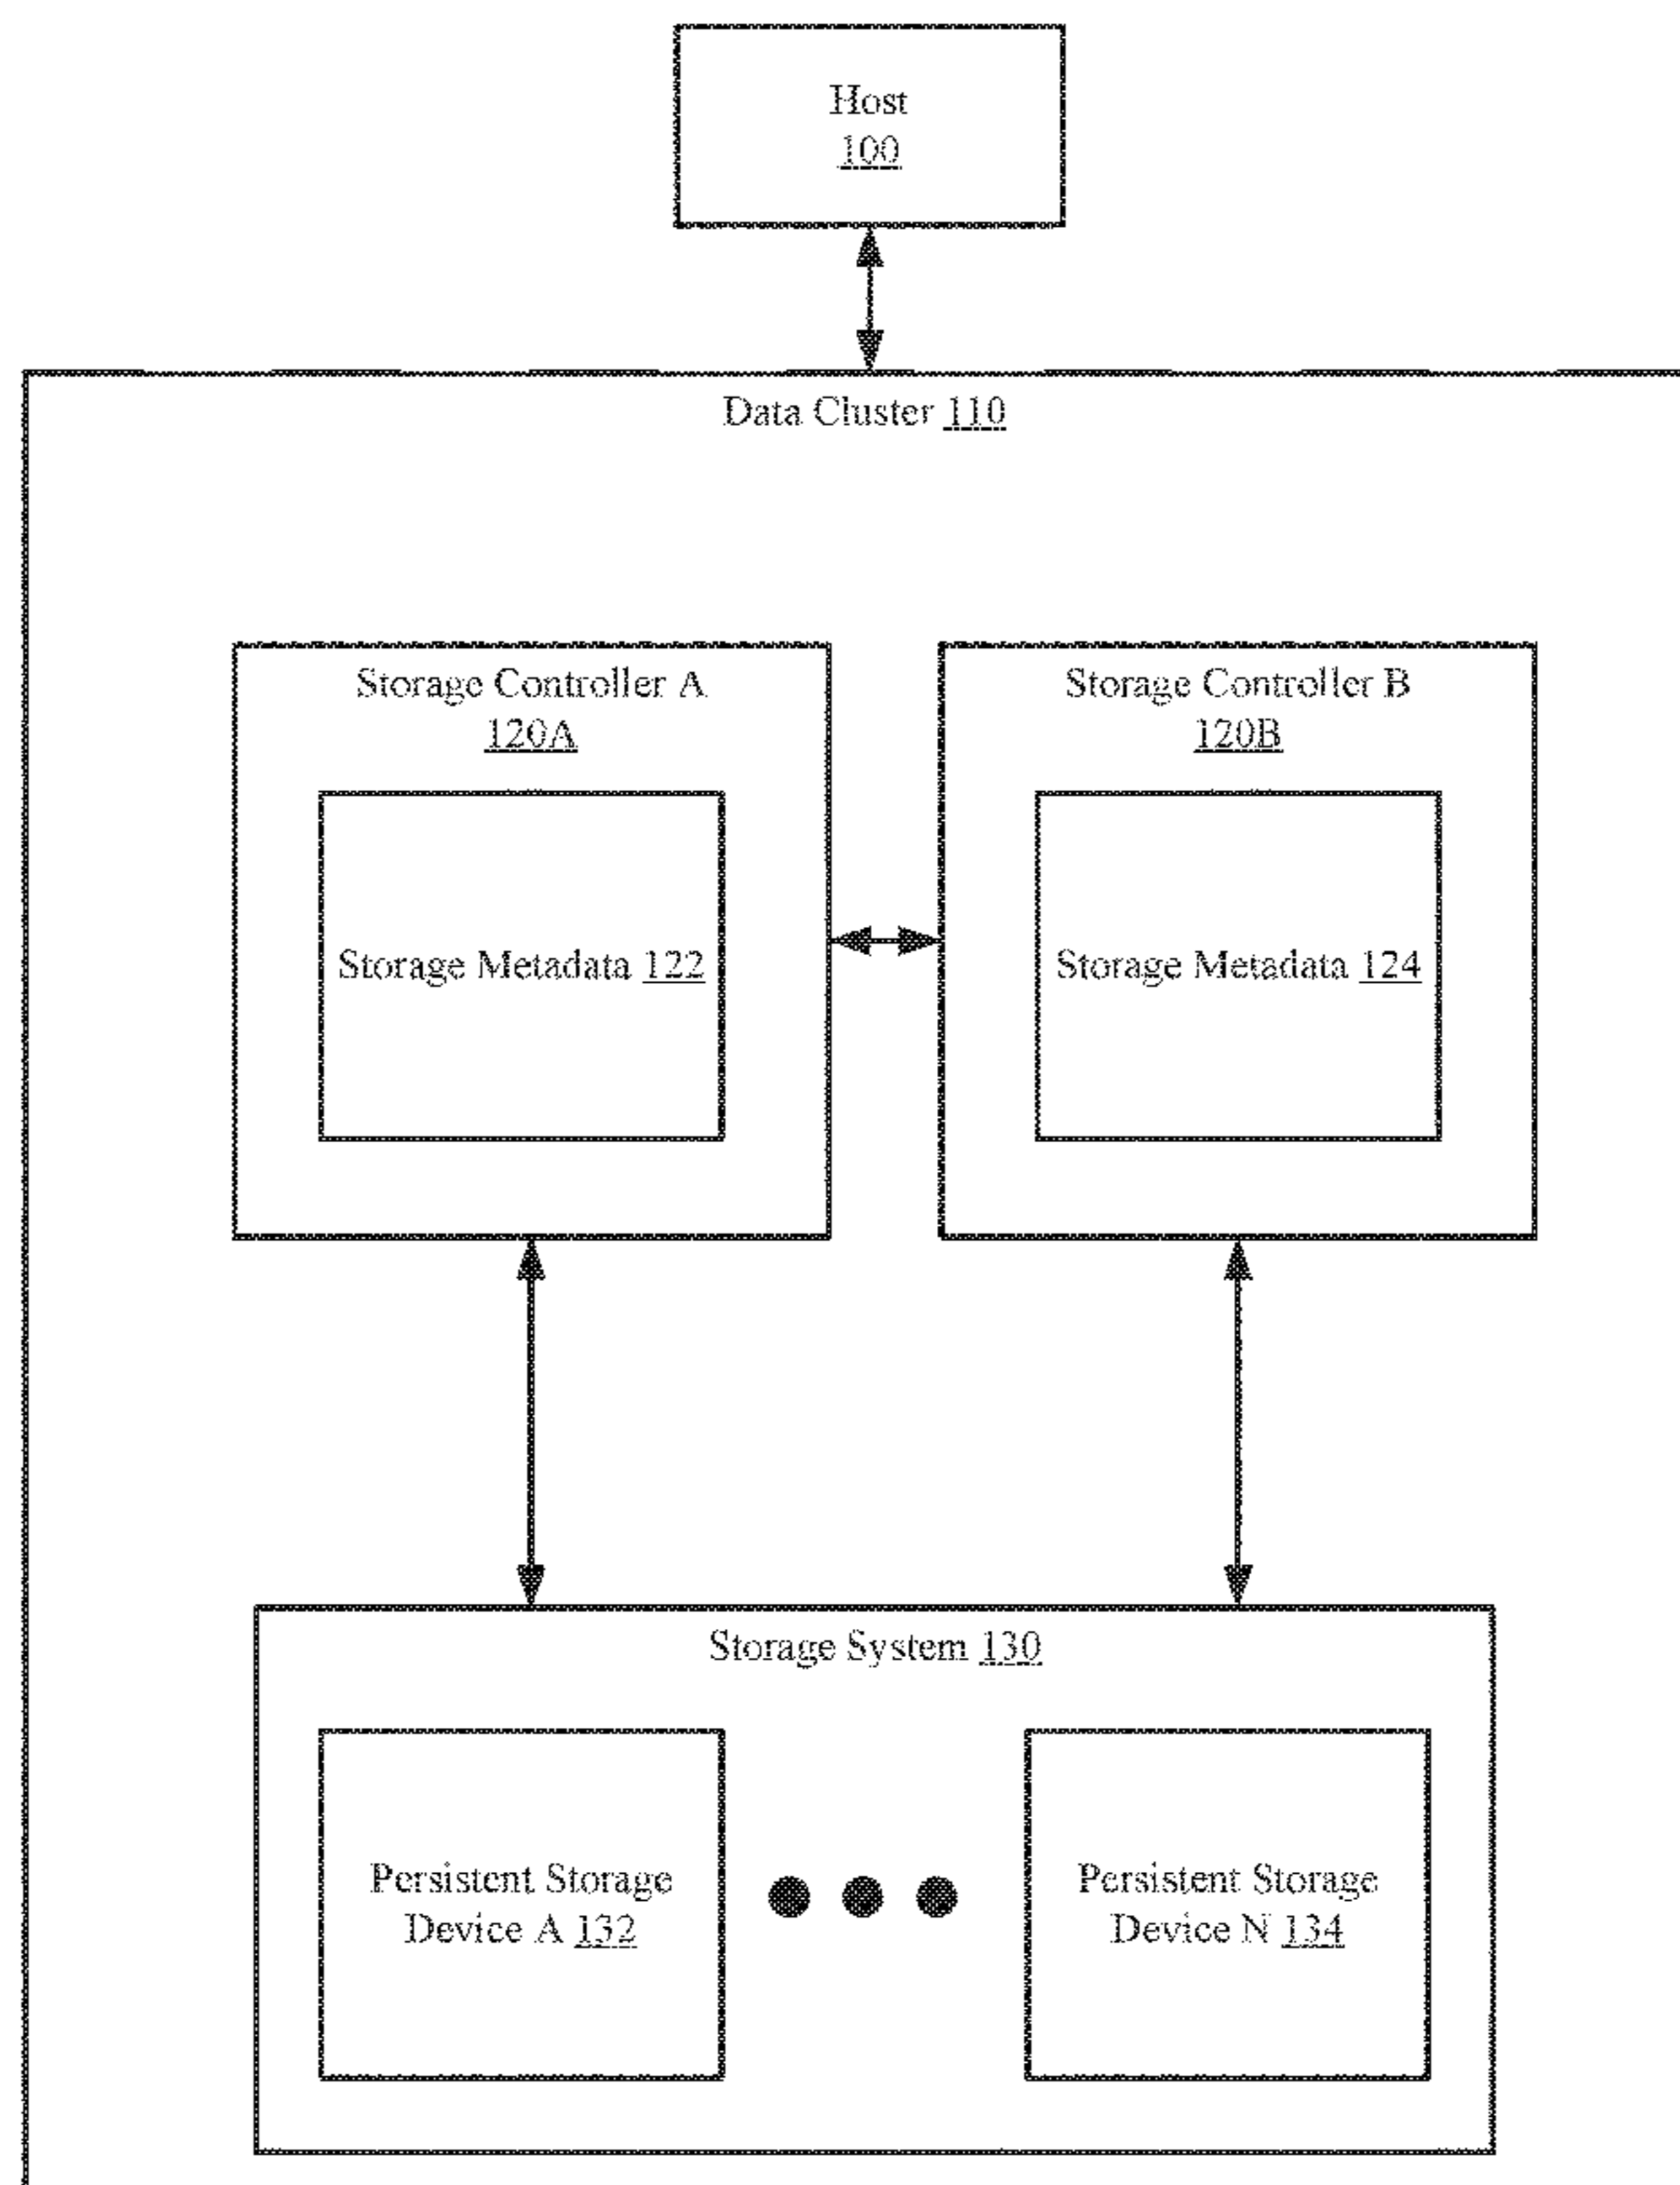 Host
100
Data Cluster 110
Storage Controller A
120A
Storage Metadata 122
Storage Controller B
120B
Storage Metadata 124
Storage System 130
Persistent Storage
Device A 132
Persistent Storage
Device N 134